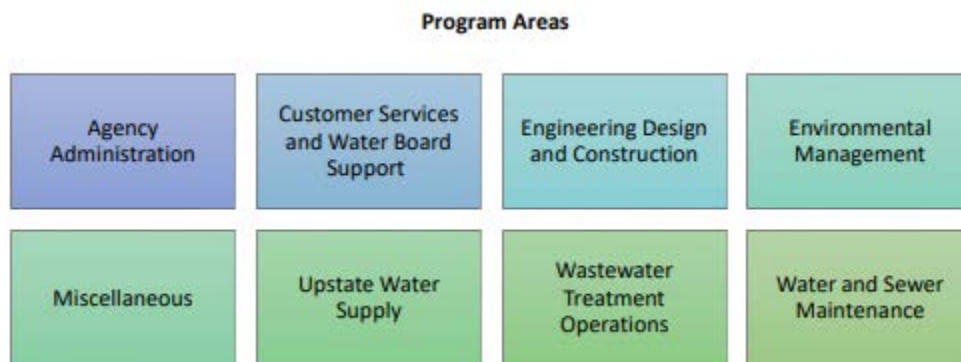 Program Areas
Agency
Administration
Customer Services
and Water Board
Support
Engineering Design
and Construction
Environmental
Management
Miscellaneous
Upstate Water
Supply
Wastewater
Treatment
Operations
Water and Sewer
Maintenance